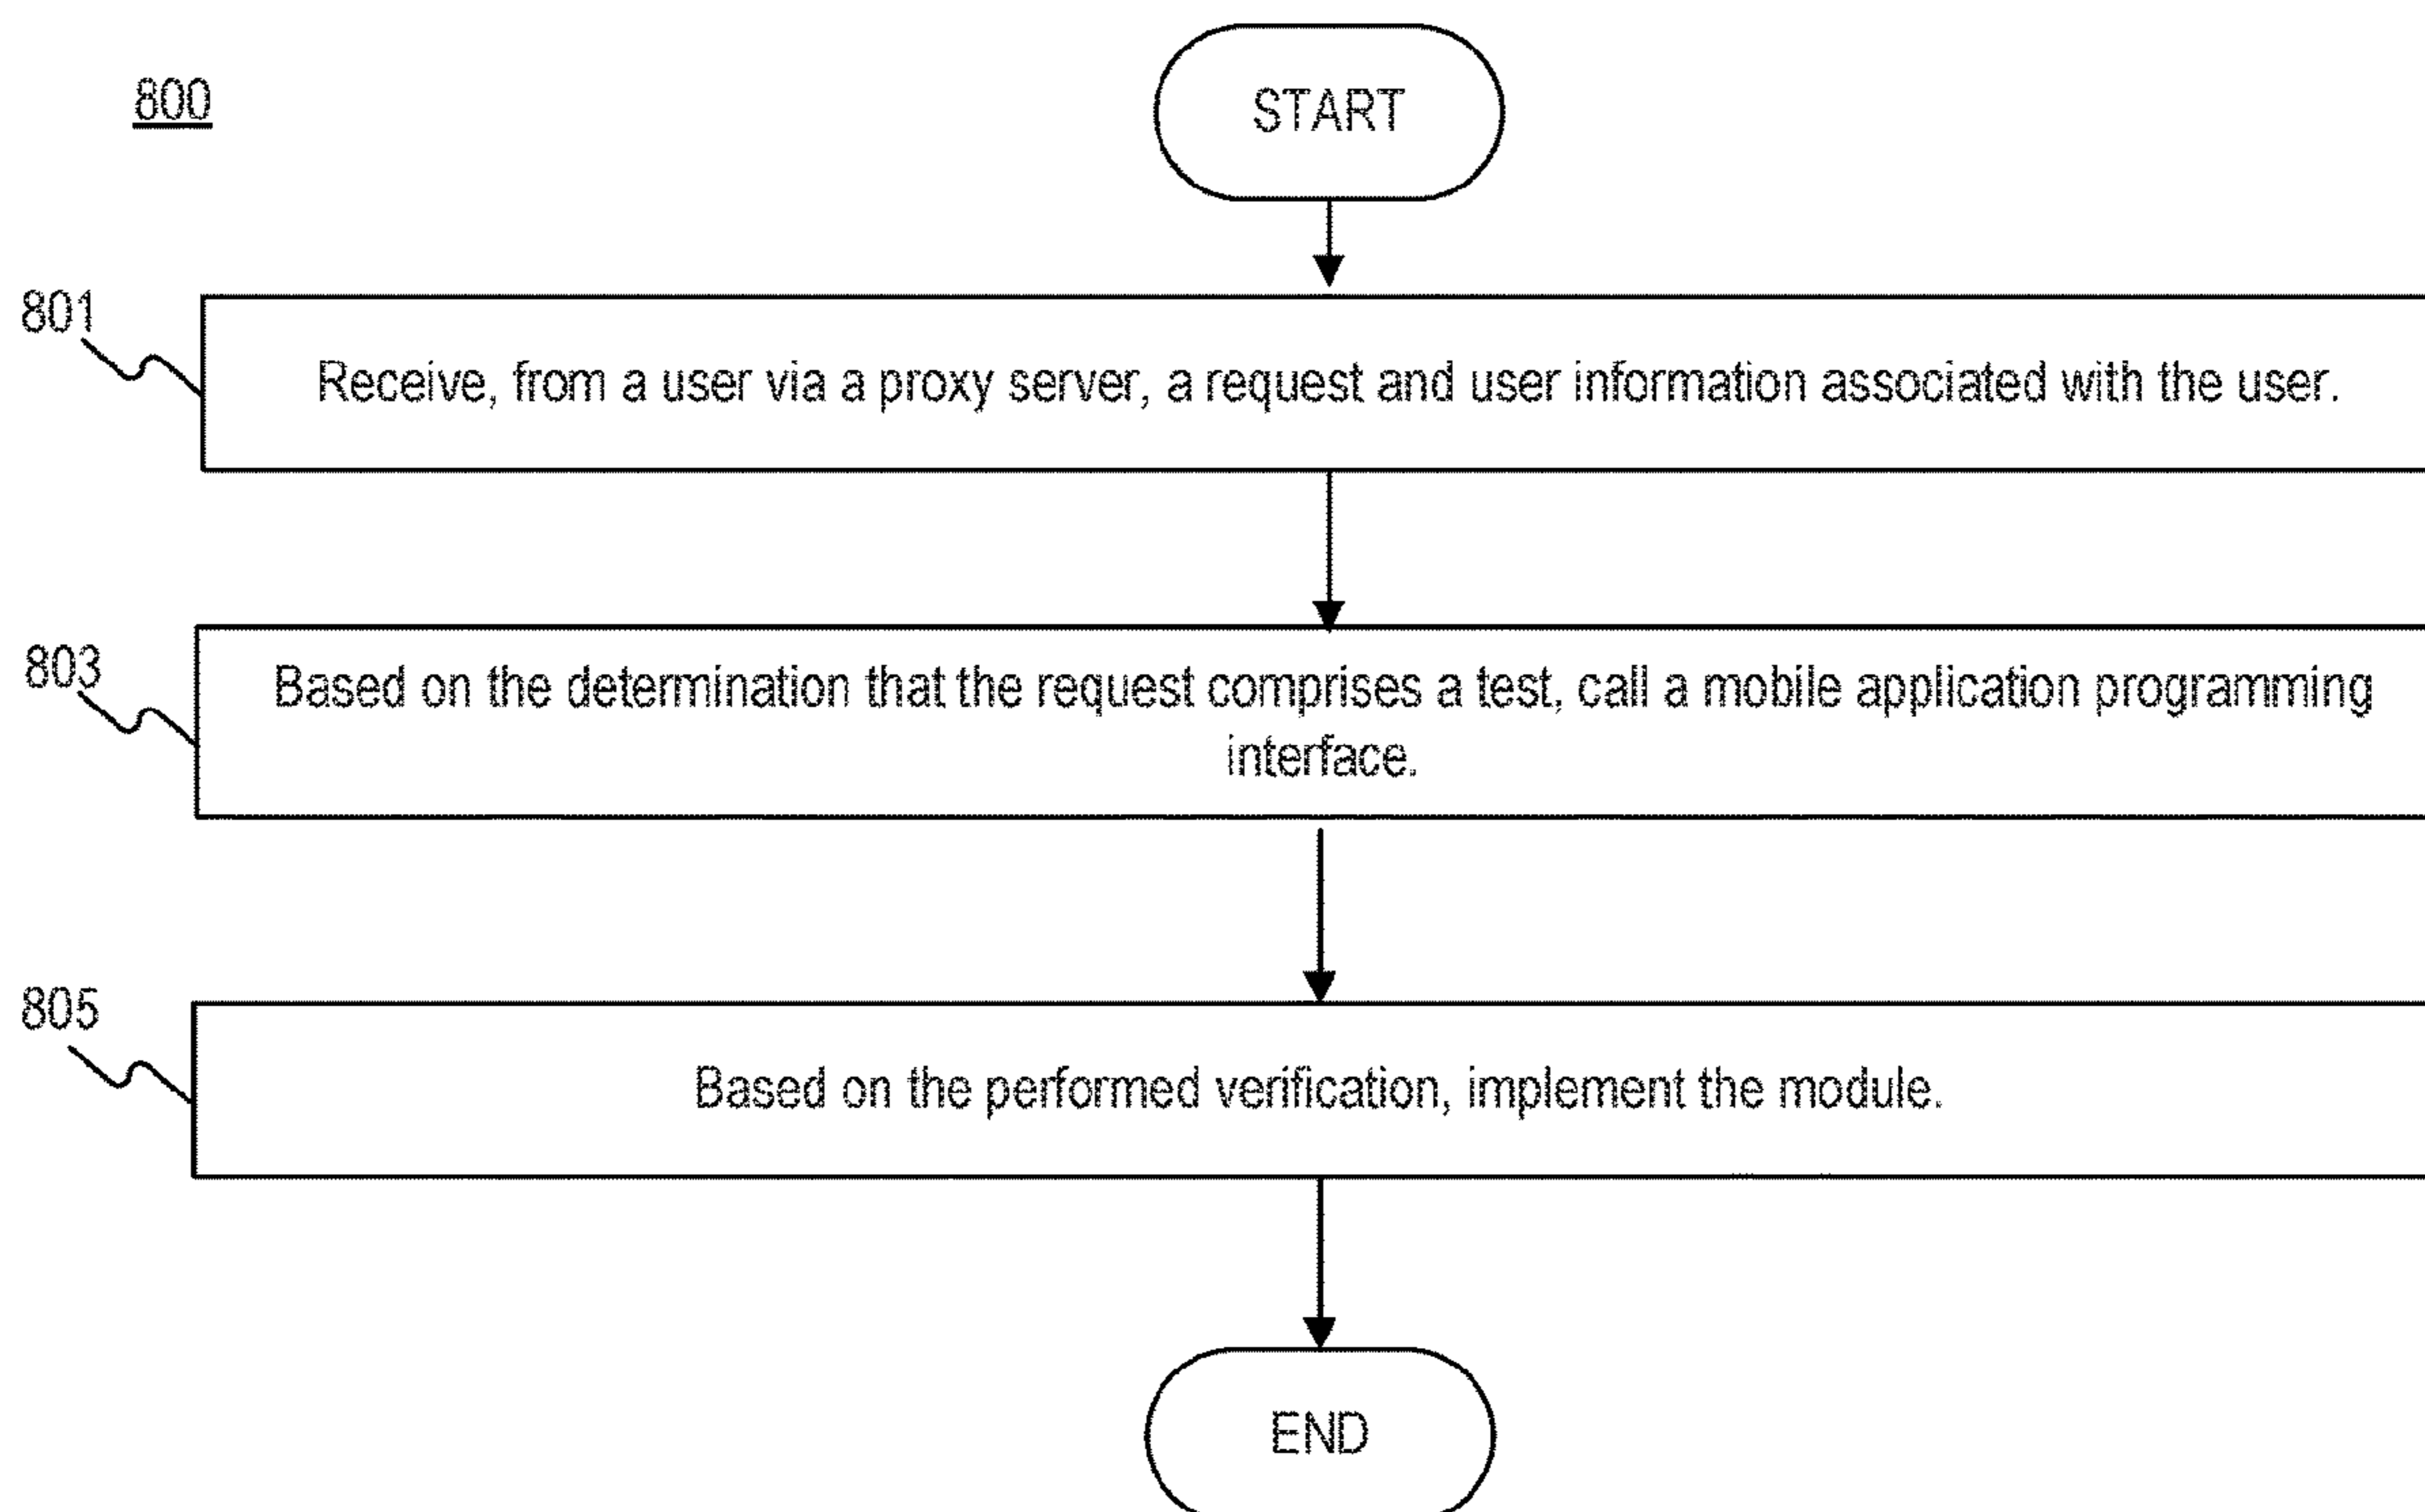 800
START
801
Receive, from a user via a proxy server, a request and user information associated with the user.
803
Based on the determination that the request comprises a test, call a mobile application programming
interface.
805
Based on the performed verification, implement the module.
END